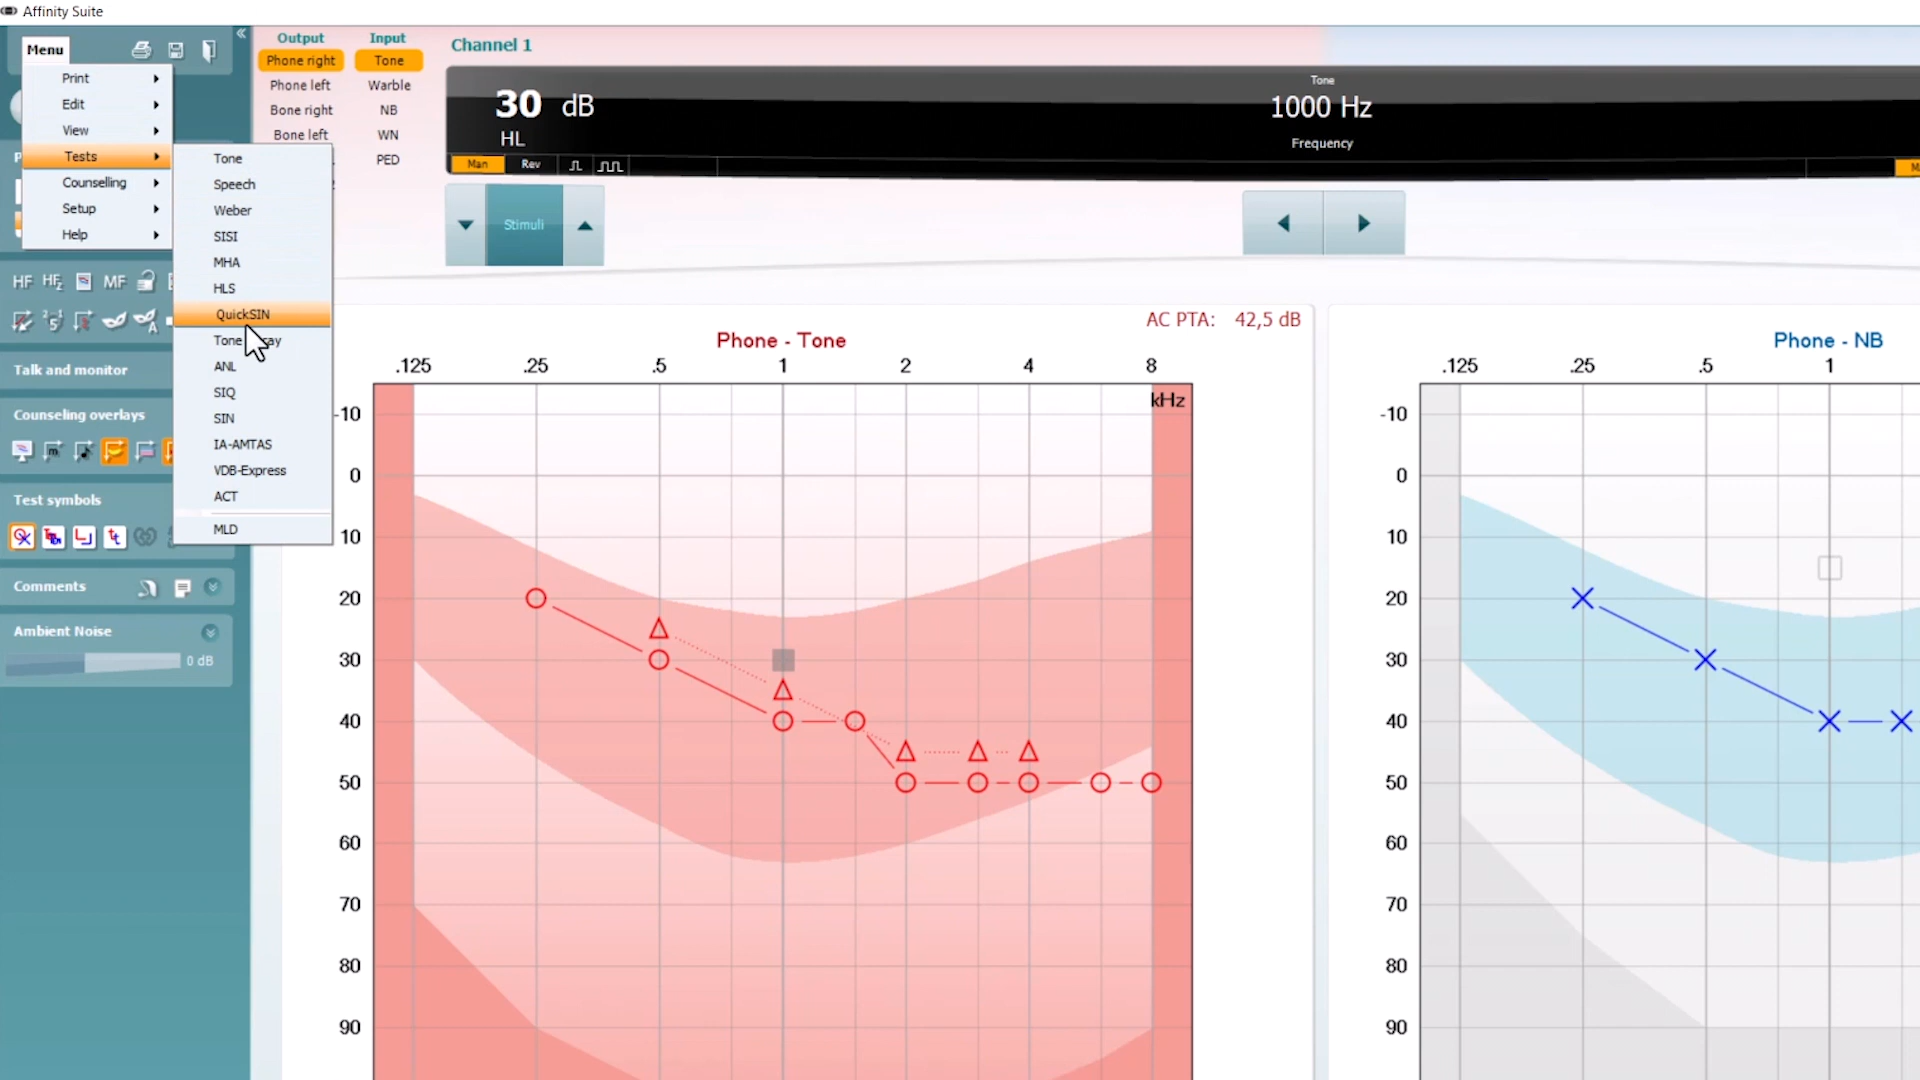 Affinity Suite
Menu
Print
Edit
View
Tests
Counselling
Setup
Help
Tone
Speech
Weber
SISI
MHA
HLS
QuickSIN
Tone
ANL
SIQ
SIN
IA-AMTAS
VDB-Express
ACT
MLD
HF HFz MF
Talk and monitor
Counseling overlays
Test symbols
Comments
Ambient Noise
0 dB
Output Input
Phone right Tone
Phone left Warble
Bone right NB
Bone left WN
PED
Channel 1
30 dB
HL
Man Rev
Tone
1000 Hz
Frequency
Stimuli
AC PTA: 42,5 dB
Phone - Tone
.125 .25 .5 1 2 4 8
kHz
-10
0
10
20
30
40
50
60
70
80
90
Phone - NB
.125 .25 .5 1
-10
0
10
20
30
40
50
60
70
80
90